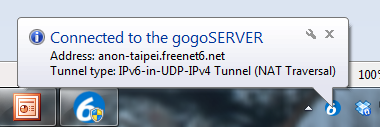 Connected to the gogoSERVER
Address: anon-taipei.freenet6.net
Tunnel type: IPv6-in-UDP-IPv4 Tunnel (NAT Traversal)
100%